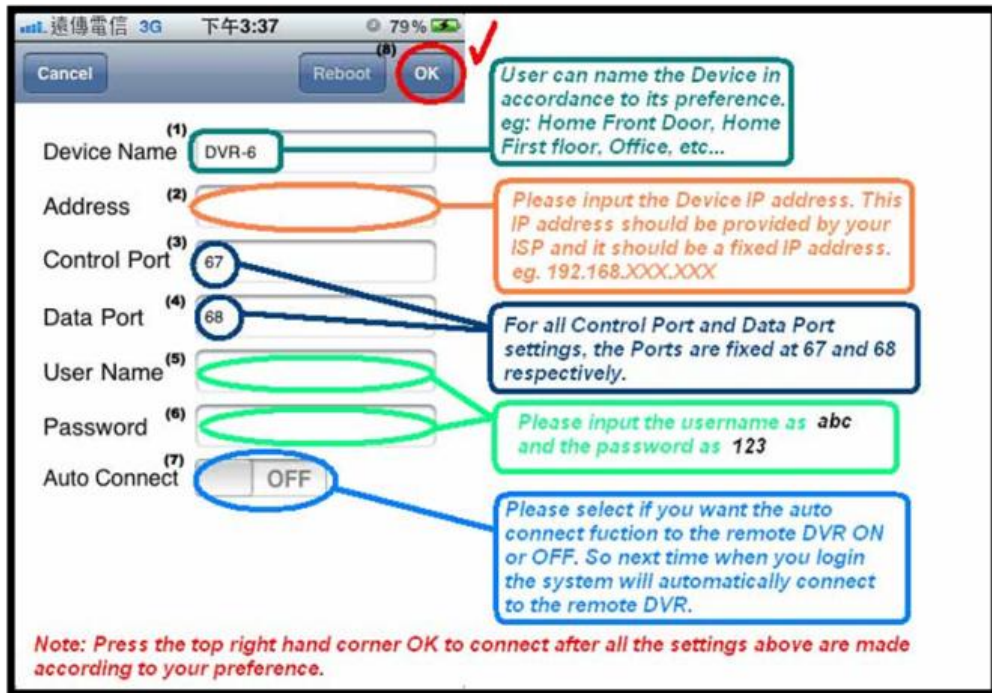 遠傳電信 3G 下午3:37 79%
Cancel Reboot (8) OK
User can name the Device in
accordance to its preference.
eg: Home Front Door, Home
First floor, Office, etc...
Device Name (1) DVR-6
Address (2)
Please input the Device IP address. This
IP address should be provided by your
ISP and it should be a fixed IP address.
eg. 192.168.XXX.XXX
Control Port (3) 67
Data Port (4) 68
For all Control Port and Data Port
settings, the Ports are fixed at 67 and 68
respectively.
User Name (5)
Password (6)
Please input the username as abc
and the password as 123
Auto Connect (7) OFF
Please select if you want the auto
connect fuction to the remote DVR ON
or OFF. So next time when you login
the system will automatically connect
to the remote DVR.
Note: Press the top right hand corner OK to connect after all the settings above are made
according to your preference.